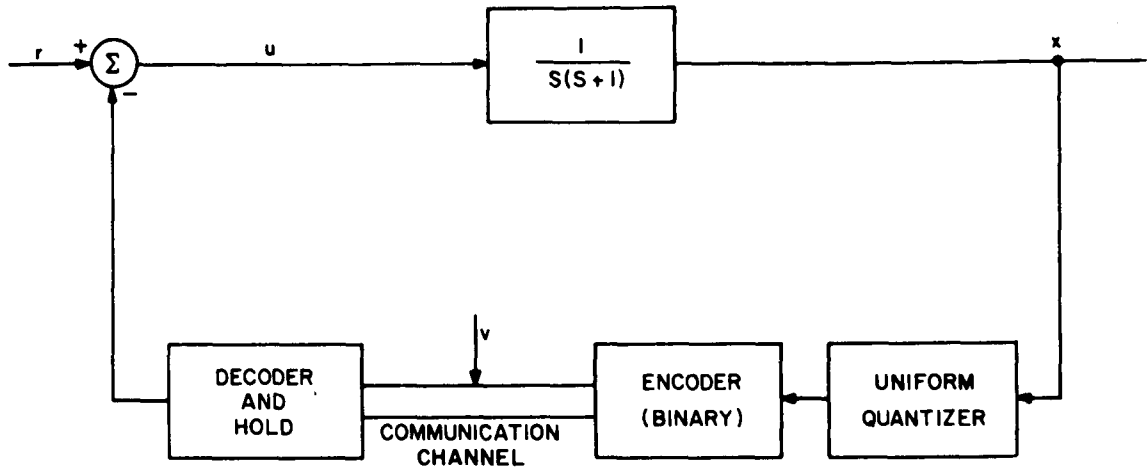 r
+
Σ
−
u
1
S(S+1)
x
DECODER
AND
HOLD
v
COMMUNICATION
CHANNEL
ENCODER
(BINARY)
UNIFORM
QUANTIZER